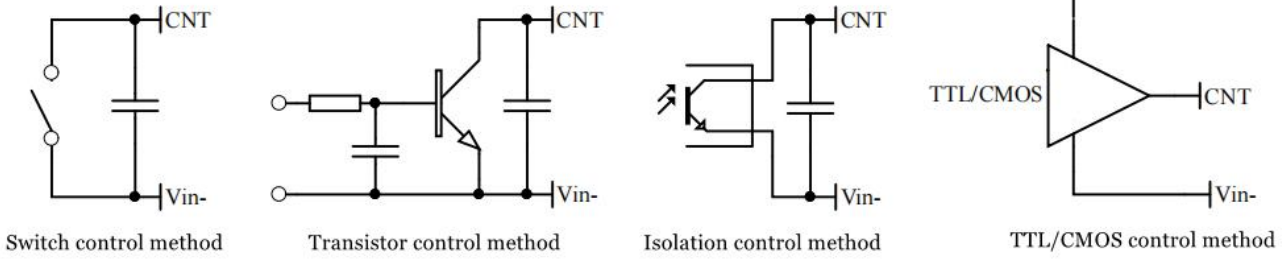 CNT
CNT
CNT
TTL/CMOS
CNT
Vin-
Vin-
Vin-
Vin-
Switch control method
Transistor control method
Isolation control method
TTL/CMOS control method